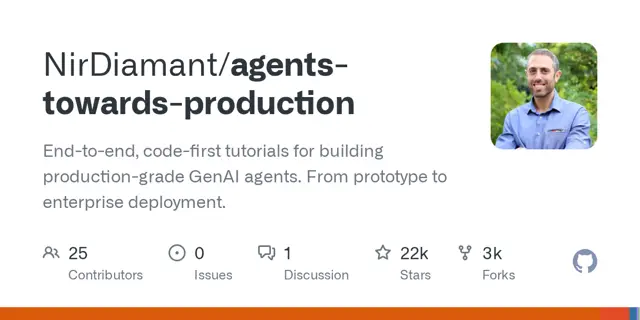 NirDiamant/agents-
towards-production
End-to-end, code-first tutorials for building
production-grade GenAI agents. From prototype to
enterprise deployment.
25 Contributors
0 Issues
1 Discussion
22k Stars
3k Forks